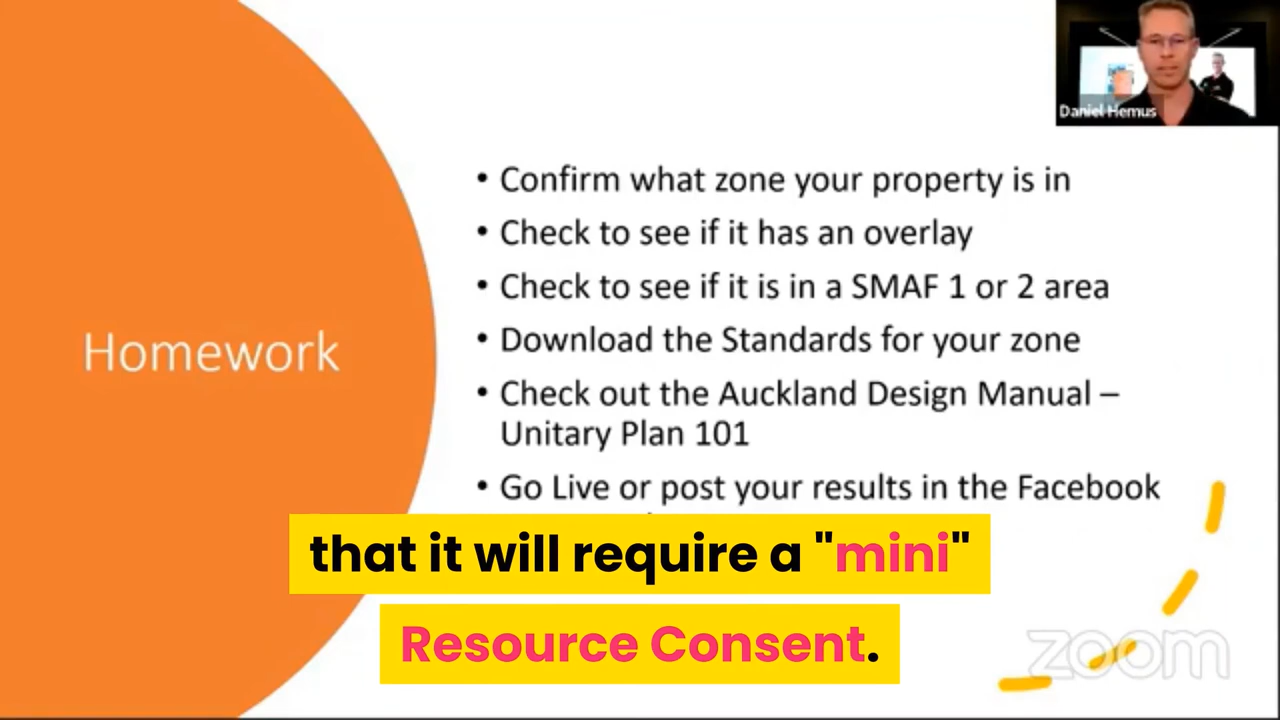 Daniel Hemus
Homework
• Confirm what zone your property is in
• Check to see if it has an overlay
• Check to see if it is in a SMAF 1 or 2 area
• Download the Standards for your zone
• Check out the Auckland Design Manual –
Unitary Plan 101
• Go Live or post your results in the Facebook
that it will require a "mini"
Resource Consent.
zoom